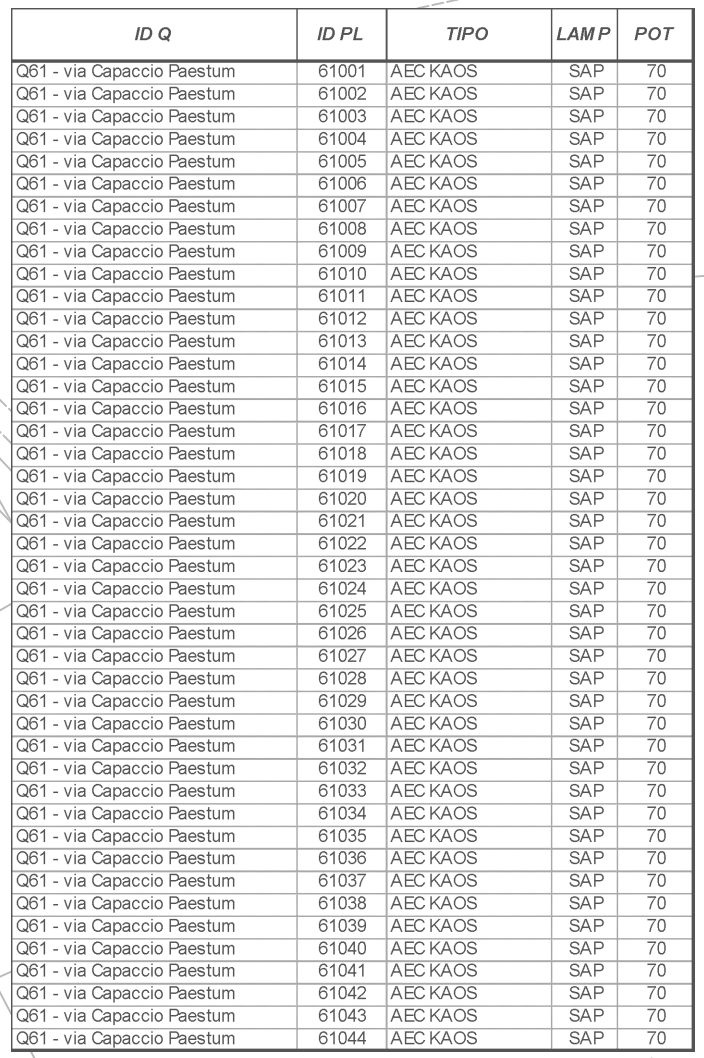 ID Q ID PL TIPO LAMP POT
Q61 - via Capaccio Paestum 61001 AEC KAOS SAP 70
Q61 - via Capaccio Paestum 61002 AEC KAOS SAP 70
Q61 - via Capaccio Paestum 61003 AEC KAOS SAP 70
Q61 - via Capaccio Paestum 61004 AEC KAOS SAP 70
Q61 - via Capaccio Paestum 61005 AEC KAOS SAP 70
Q61 - via Capaccio Paestum 61006 AEC KAOS SAP 70
Q61 - via Capaccio Paestum 61007 AEC KAOS SAP 70
Q61 - via Capaccio Paestum 61008 AEC KAOS SAP 70
Q61 - via Capaccio Paestum 61009 AEC KAOS SAP 70
Q61 - via Capaccio Paestum 61010 AEC KAOS SAP 70
Q61 - via Capaccio Paestum 61011 AEC KAOS SAP 70
Q61 - via Capaccio Paestum 61012 AEC KAOS SAP 70
Q61 - via Capaccio Paestum 61013 AEC KAOS SAP 70
Q61 - via Capaccio Paestum 61014 AEC KAOS SAP 70
Q61 - via Capaccio Paestum 61015 AEC KAOS SAP 70
Q61 - via Capaccio Paestum 61016 AEC KAOS SAP 70
Q61 - via Capaccio Paestum 61017 AEC KAOS SAP 70
Q61 - via Capaccio Paestum 61018 AEC KAOS SAP 70
Q61 - via Capaccio Paestum 61019 AEC KAOS SAP 70
Q61 - via Capaccio Paestum 61020 AEC KAOS SAP 70
Q61 - via Capaccio Paestum 61021 AEC KAOS SAP 70
Q61 - via Capaccio Paestum 61022 AEC KAOS SAP 70
Q61 - via Capaccio Paestum 61023 AEC KAOS SAP 70
Q61 - via Capaccio Paestum 61024 AEC KAOS SAP 70
Q61 - via Capaccio Paestum 61025 AEC KAOS SAP 70
Q61 - via Capaccio Paestum 61026 AEC KAOS SAP 70
Q61 - via Capaccio Paestum 61027 AEC KAOS SAP 70
Q61 - via Capaccio Paestum 61028 AEC KAOS SAP 70
Q61 - via Capaccio Paestum 61029 AEC KAOS SAP 70
Q61 - via Capaccio Paestum 61030 AEC KAOS SAP 70
Q61 - via Capaccio Paestum 61031 AEC KAOS SAP 70
Q61 - via Capaccio Paestum 61032 AEC KAOS SAP 70
Q61 - via Capaccio Paestum 61033 AEC KAOS SAP 70
Q61 - via Capaccio Paestum 61034 AEC KAOS SAP 70
Q61 - via Capaccio Paestum 61035 AEC KAOS SAP 70
Q61 - via Capaccio Paestum 61036 AEC KAOS SAP 70
Q61 - via Capaccio Paestum 61037 AEC KAOS SAP 70
Q61 - via Capaccio Paestum 61038 AEC KAOS SAP 70
Q61 - via Capaccio Paestum 61039 AEC KAOS SAP 70
Q61 - via Capaccio Paestum 61040 AEC KAOS SAP 70
Q61 - via Capaccio Paestum 61041 AEC KAOS SAP 70
Q61 - via Capaccio Paestum 61042 AEC KAOS SAP 70
Q61 - via Capaccio Paestum 61043 AEC KAOS SAP 70
Q61 - via Capaccio Paestum 61044 AEC KAOS SAP 70